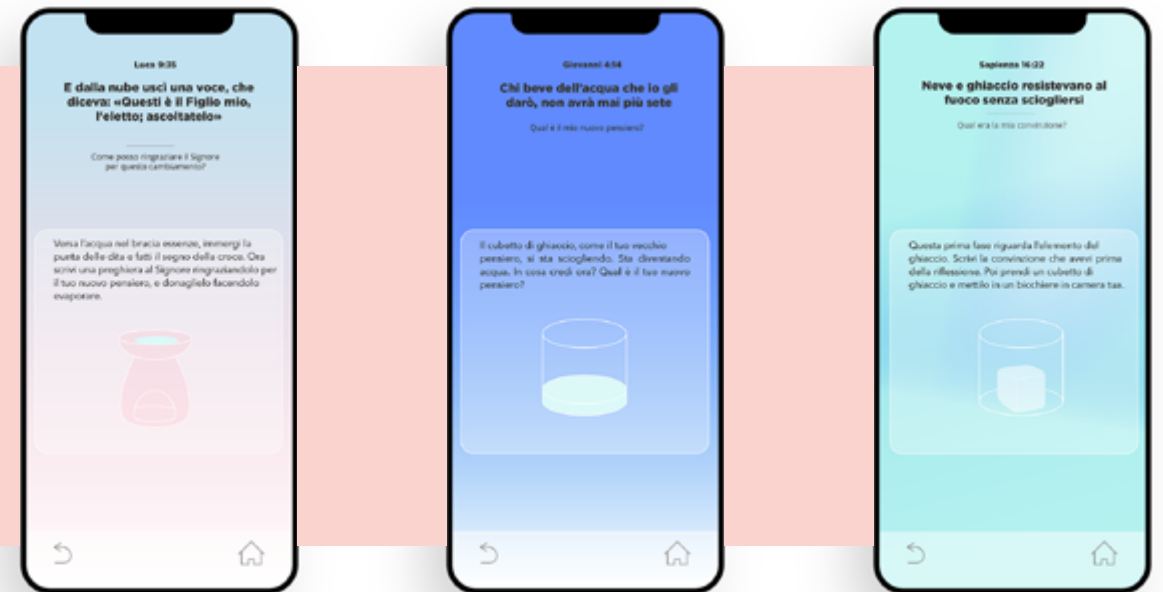 Luca 9:35
E dalla nube uscì una voce, che
diceva: «Questi è il Figlio mio,
l'eletto; ascoltatelo»
Come posso ringraziare il Signore
per questo cambiamento?
Versa l'acqua nel brucia essenze, immergi la
punta delle dita e fatti il segno della croce. Ora
scrivi una preghiera al Signore ringraziandolo per
il tuo nuovo pensiero, e donaglielo facendolo
evaporare.
Giovanni 4:14
Chi beve dell'acqua che io gli
darò, non avrà mai più sete
Qual è il mio nuovo pensiero?
Il cubetto di ghiaccio, come il tuo vecchio
pensiero, si sta sciogliendo. Sta diventando
acqua. In cosa credi ora? Qual è il tuo nuovo
pensiero?
Sapienza 16:22
Neve e ghiaccio resistevano al
fuoco senza sciogliersi
Qual era la mia convinzione?
Questa prima fase riguarda l'elemento del
ghiaccio. Scrivi la convinzione che avevi prima
della riflessione. Poi prendi un cubetto di
ghiaccio e mettilo in un bicchiere in camera tua.